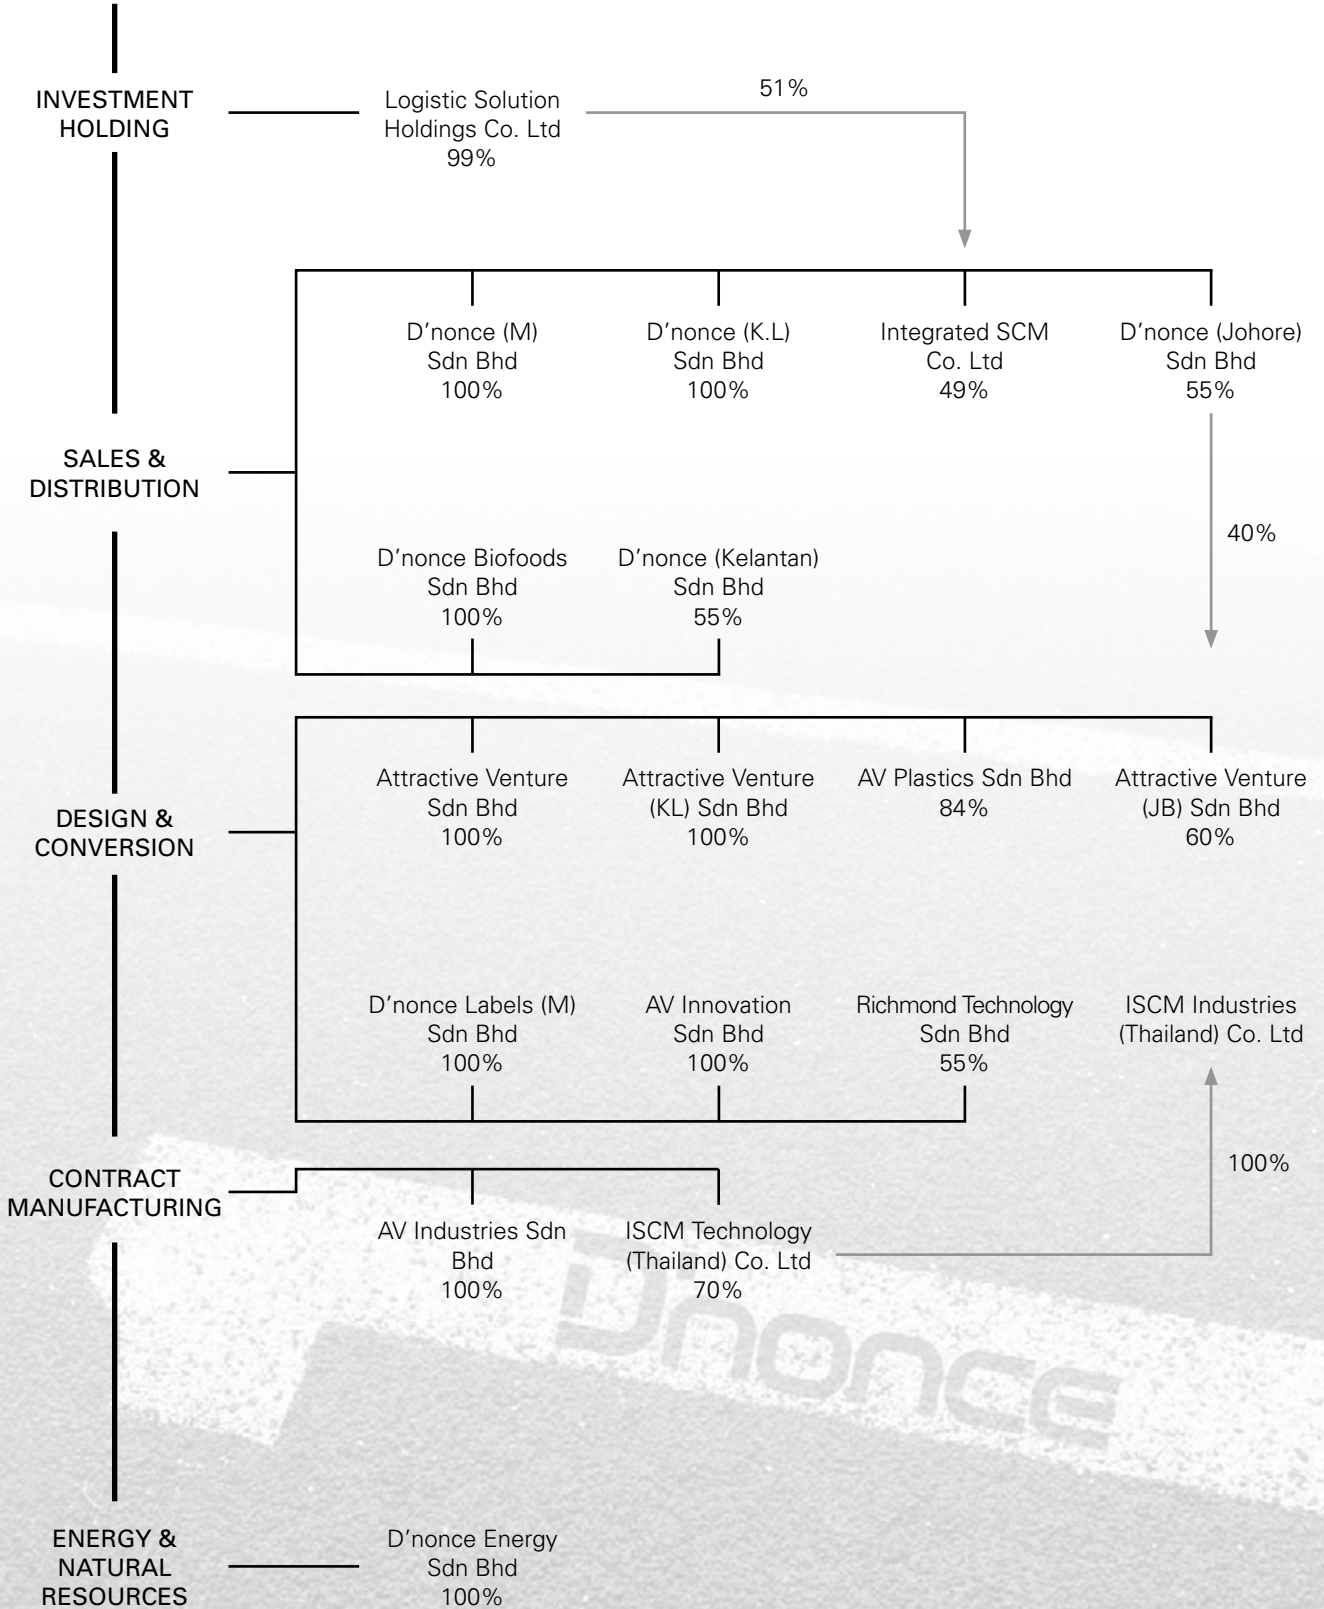 INVESTMENT
HOLDING
Logistic Solution
Holdings Co. Ltd
99%
51%
SALES &
DISTRIBUTION
D'nonce (M)
Sdn Bhd
100%
D'nonce (K.L)
Sdn Bhd
100%
Integrated SCM
Co. Ltd
49%
D'nonce (Johore)
Sdn Bhd
55%
40%
D'nonce Biofoods
Sdn Bhd
100%
D'nonce (Kelantan)
Sdn Bhd
55%
DESIGN &
CONVERSION
Attractive Venture
Sdn Bhd
100%
Attractive Venture
(KL) Sdn Bhd
100%
AV Plastics Sdn Bhd
84%
Attractive Venture
(JB) Sdn Bhd
60%
D'nonce Labels (M)
Sdn Bhd
100%
AV Innovation
Sdn Bhd
100%
Richmond Technology
Sdn Bhd
55%
ISCM Industries
(Thailand) Co. Ltd
100%
CONTRACT
MANUFACTURING
AV Industries Sdn
Bhd
100%
ISCM Technology
(Thailand) Co. Ltd
70%
D'nonce
ENERGY &
NATURAL
RESOURCES
D'nonce Energy
Sdn Bhd
100%